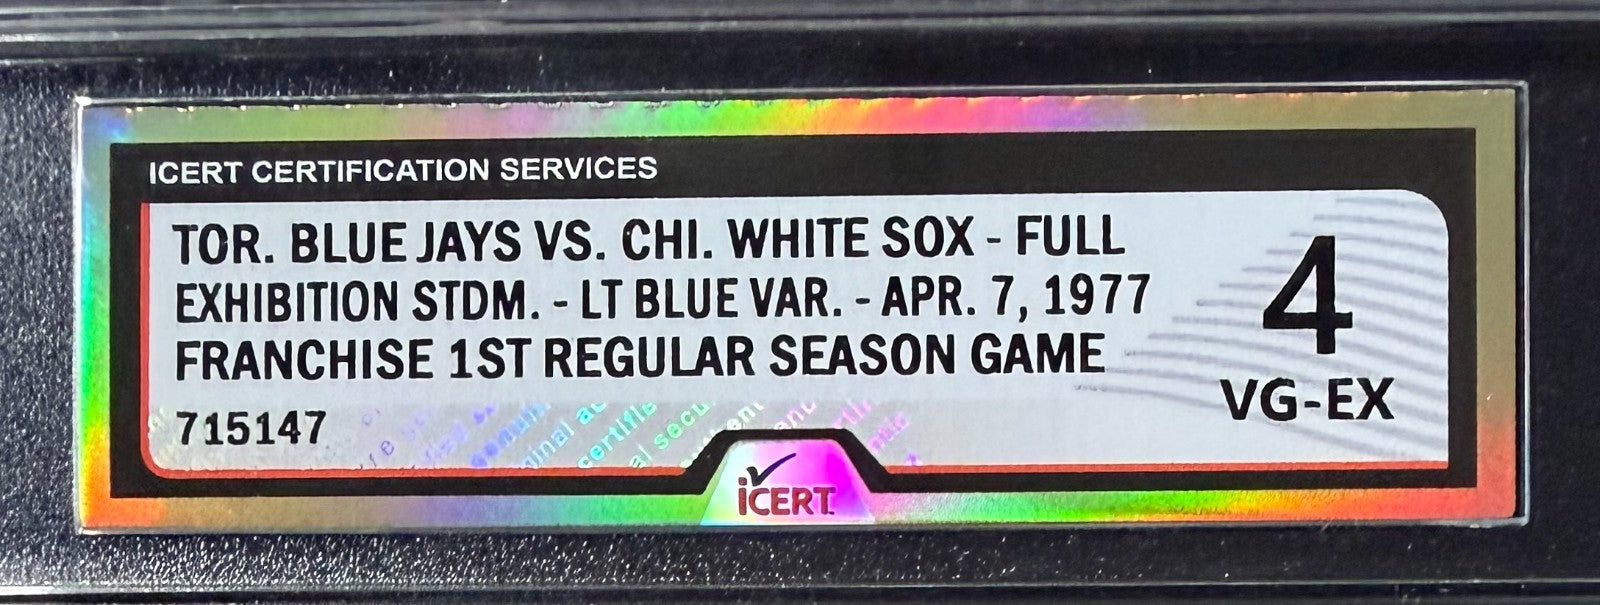 ICERT CERTIFICATION SERVICES
TOR. BLUE JAYS VS. CHI. WHITE SOX - FULL
EXHIBITION STDM. - LT BLUE VAR. - APR. 7, 1977
FRANCHISE 1ST REGULAR SEASON GAME
715147
4
VG-EX
iCERT